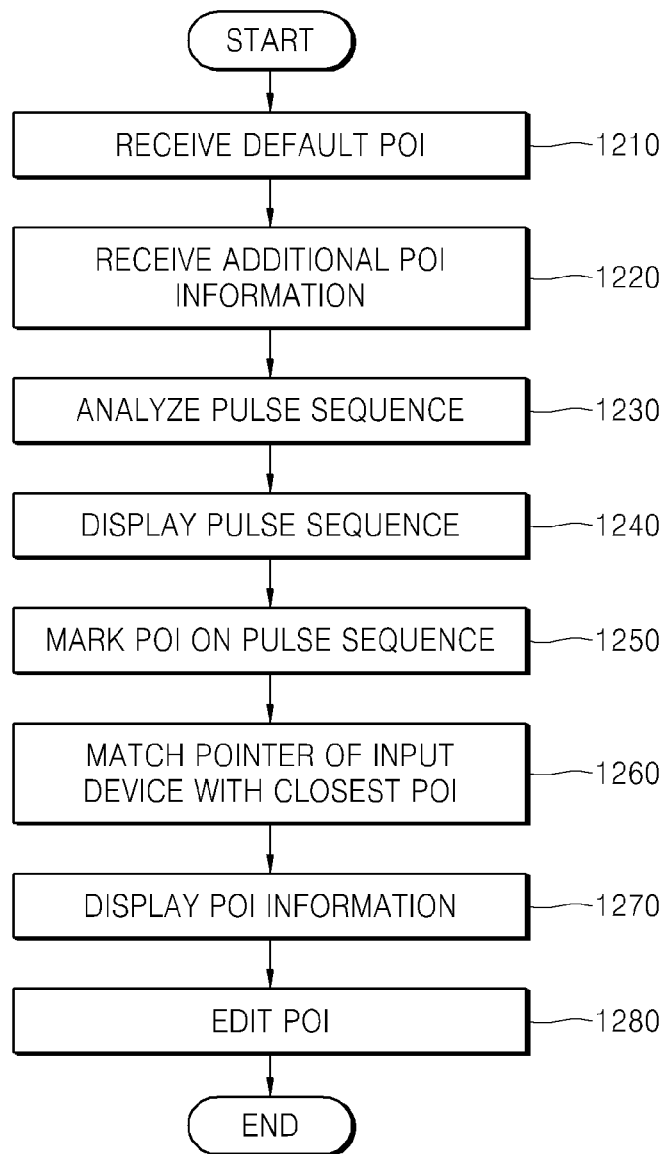 START
RECEIVE DEFAULT POI
1210
RECEIVE ADDITIONAL POI
INFORMATION
1220
ANALYZE PULSE SEQUENCE
1230
DISPLAY PULSE SEQUENCE
1240
MARK POI ON PULSE SEQUENCE
1250
MATCH POINTER OF INPUT
DEVICE WITH CLOSEST POI
1260
DISPLAY POI INFORMATION
1270
EDIT POI
1280
END